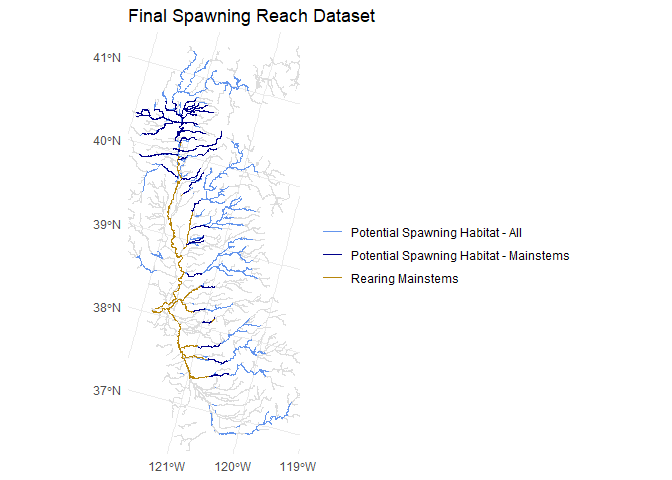 Final Spawning Reach Dataset
41°N
40°N
39°N
38°N
37°N
121°W
120°W
119°W
Potential Spawning Habitat - All
Potential Spawning Habitat - Mainstems
Rearing Mainstems